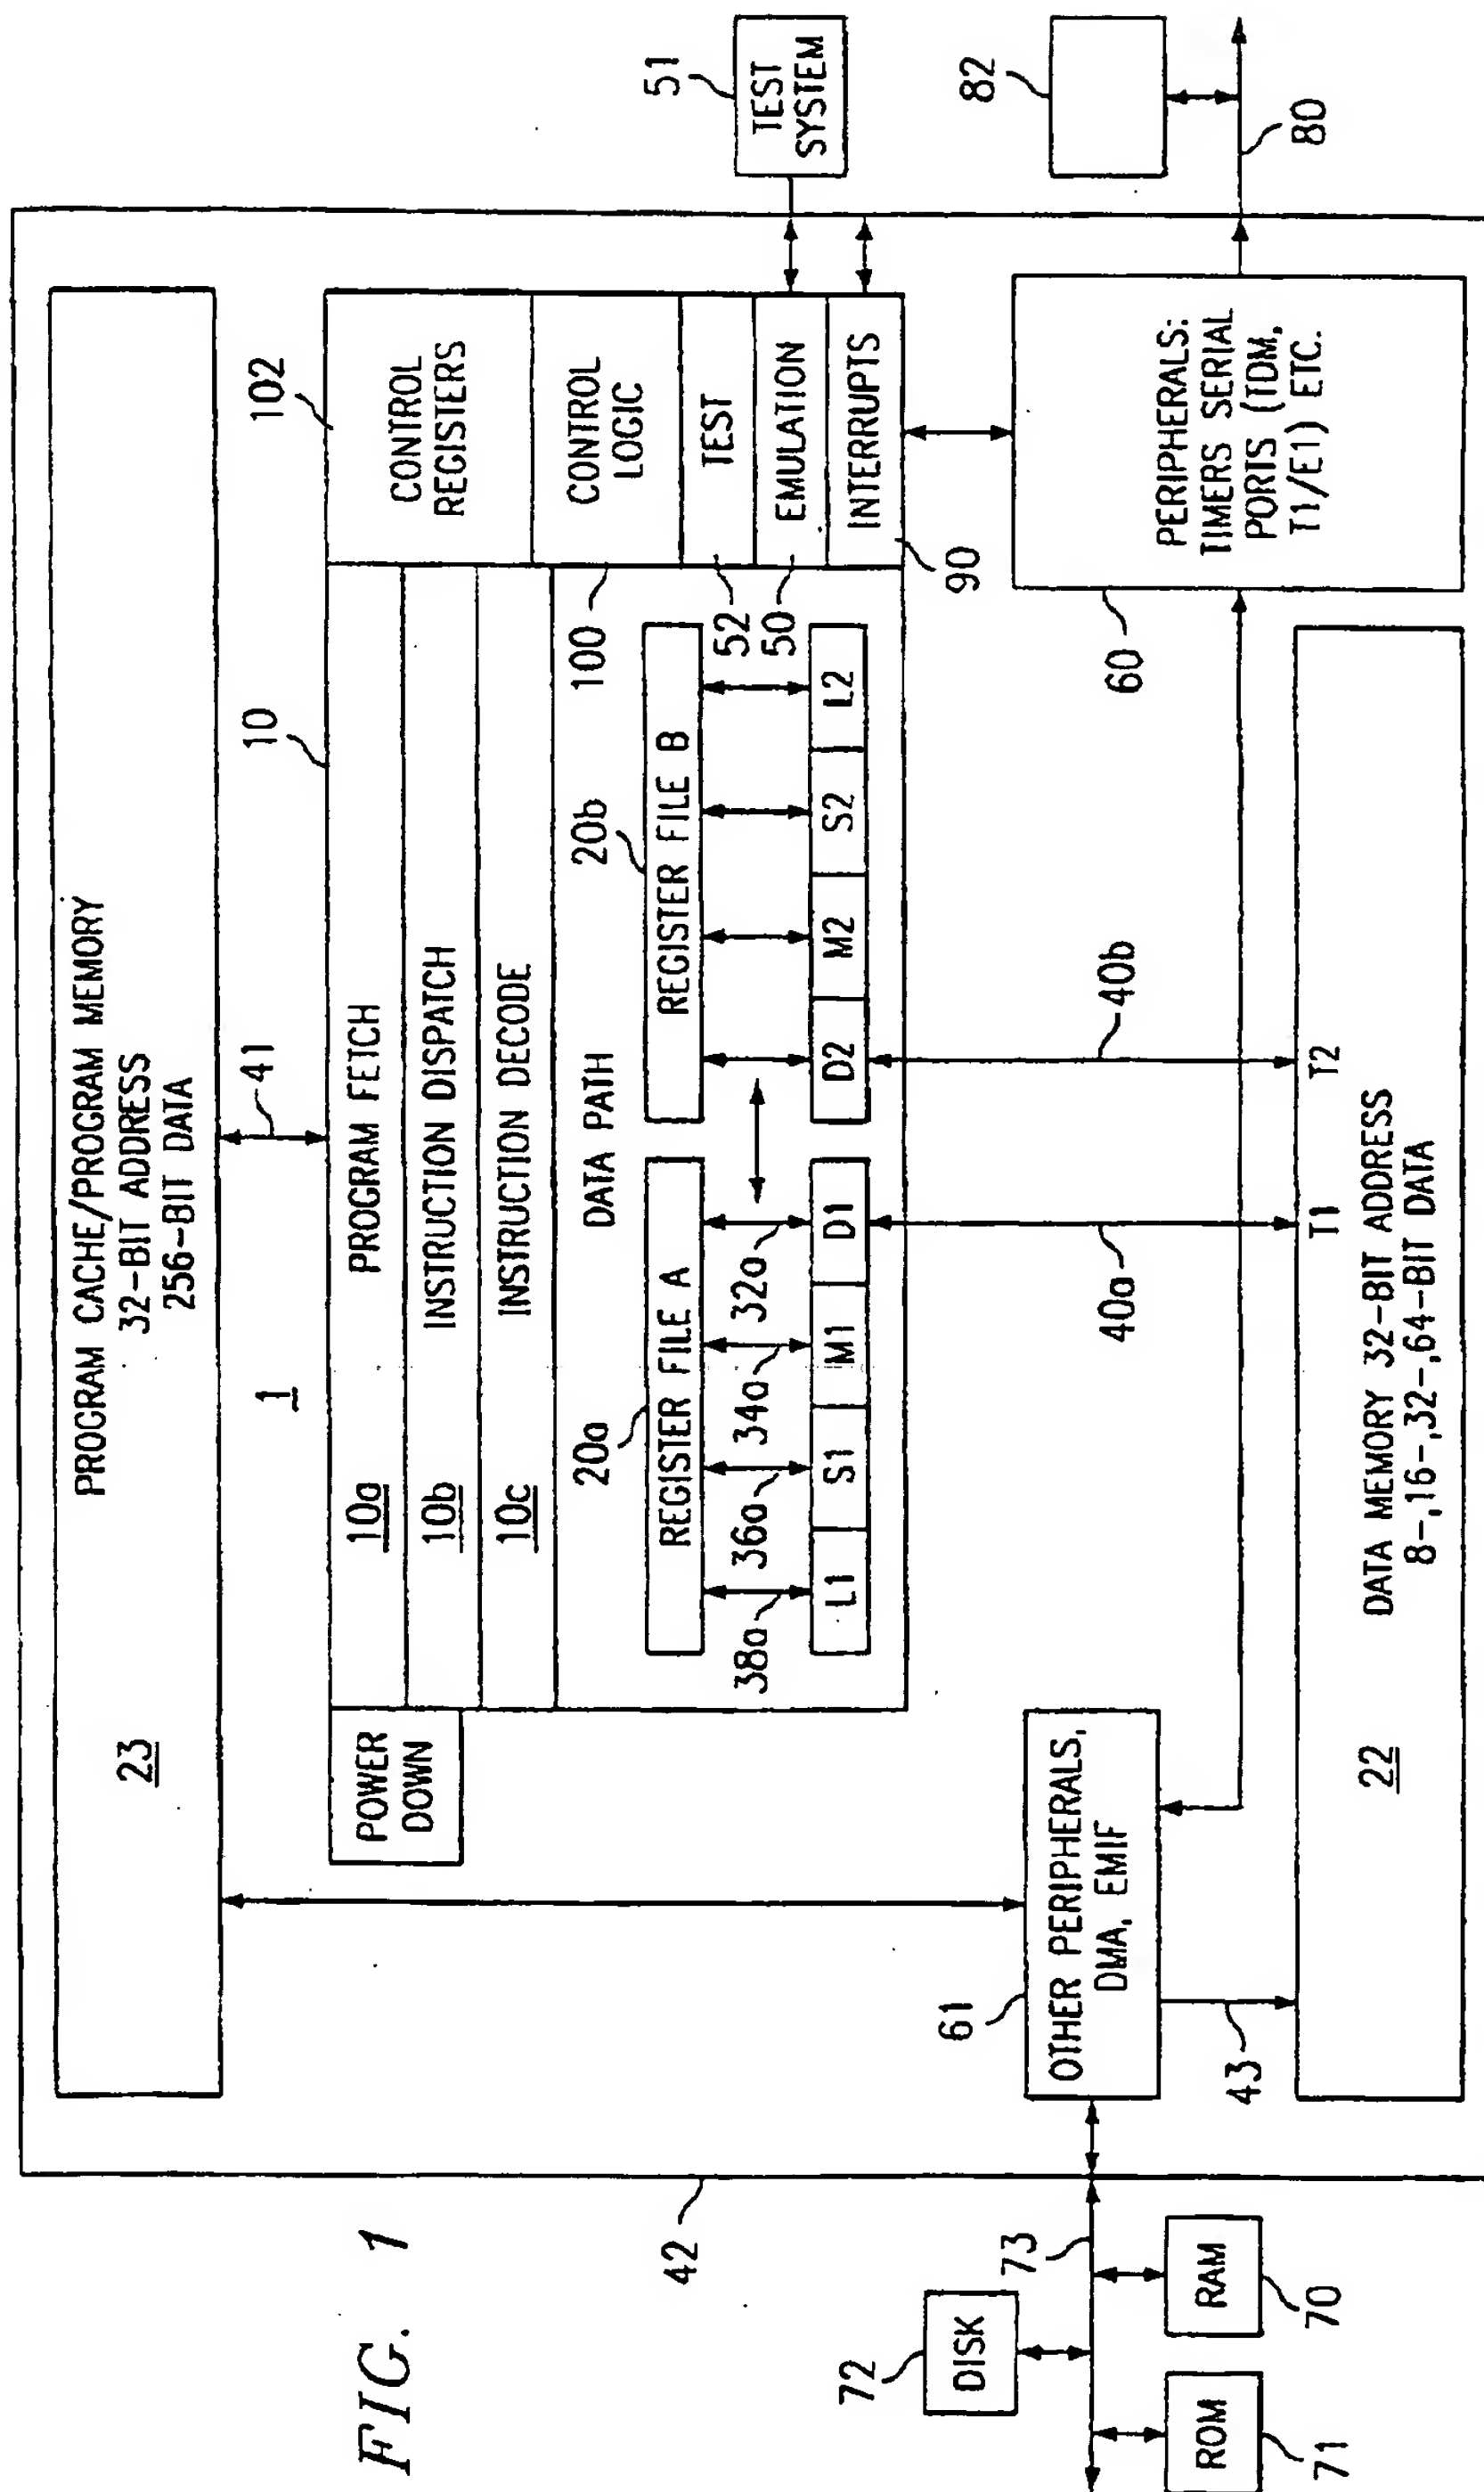 FIG. 1
PROGRAM CACHE/PROGRAM MEMORY
32-BIT ADDRESS
256-BIT DATA
23
41
1
10
102
POWER
DOWN
10a
PROGRAM FETCH
10b
INSTRUCTION DISPATCH
10c
INSTRUCTION DECODE
CONTROL
REGISTERS
CONTROL
LOGIC
TEST
EMULATION
INTERRUPTS
51
TEST
SYSTEM
DATA PATH
100
20a
20b
REGISTER FILE A
REGISTER FILE B
52
50
90
38a
36a
34a
32a
L1
S1
M1
D1
D2
M2
S2
L2
42
61
OTHER PERIPHERALS,
DMA, EMIF
40a
40b
60
PERIPHERALS:
TIMERS SERIAL
PORTS (TDM,
T1/E1) ETC.
82
80
72
DISK
73
ROM
71
RAM
70
43
T1
T2
DATA MEMORY 32-BIT ADDRESS
8-,16-,32-,64-BIT DATA
22